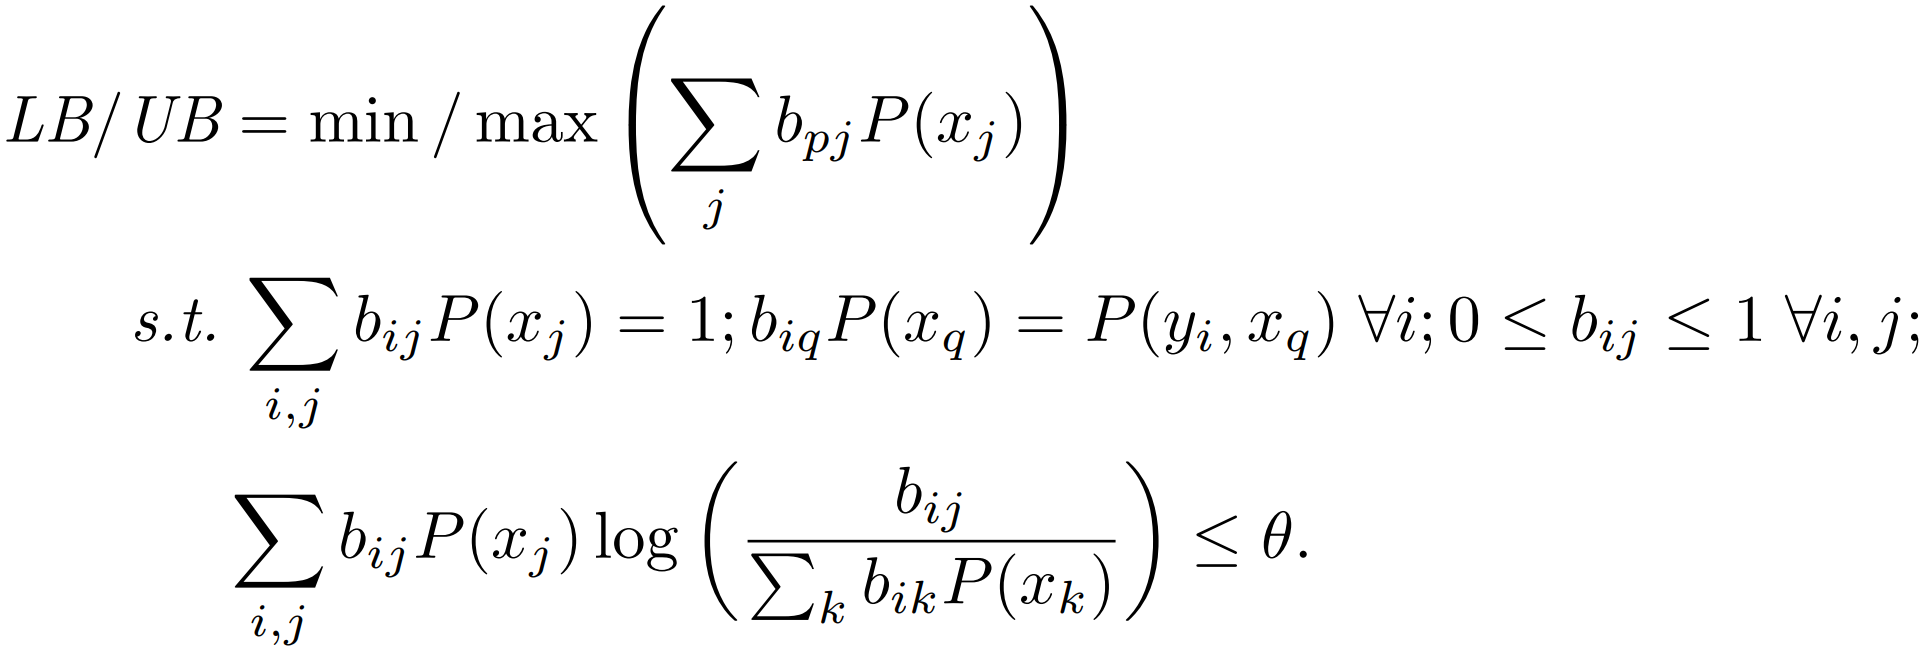 LB/UB = min / max ( ∑_j b_{pj} P(x_j) )
s.t. ∑_{i,j} b_{ij} P(x_j) = 1; b_{iq} P(x_q) = P(y_i, x_q) ∀i; 0 ≤ b_{ij} ≤ 1 ∀i, j;
∑_{i,j} b_{ij} P(x_j) log ( b_{ij} / ∑_k b_{ik} P(x_k) ) ≤ θ.